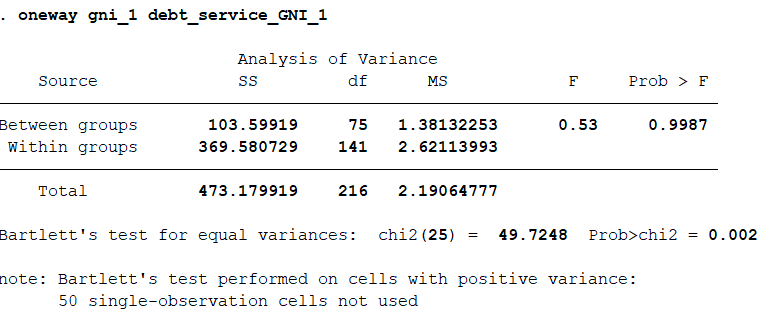 . oneway gni_1 debt_service_GNI_1
Analysis of Variance
Source SS df MS F Prob > F
Between groups 103.59919 75 1.38132253 0.53 0.9987
Within groups 369.580729 141 2.62113993
Total 473.179919 216 2.19064777
Bartlett's test for equal variances: chi2(25) = 49.7248 Prob>chi2 = 0.002
note: Bartlett's test performed on cells with positive variance:
50 single-observation cells not used